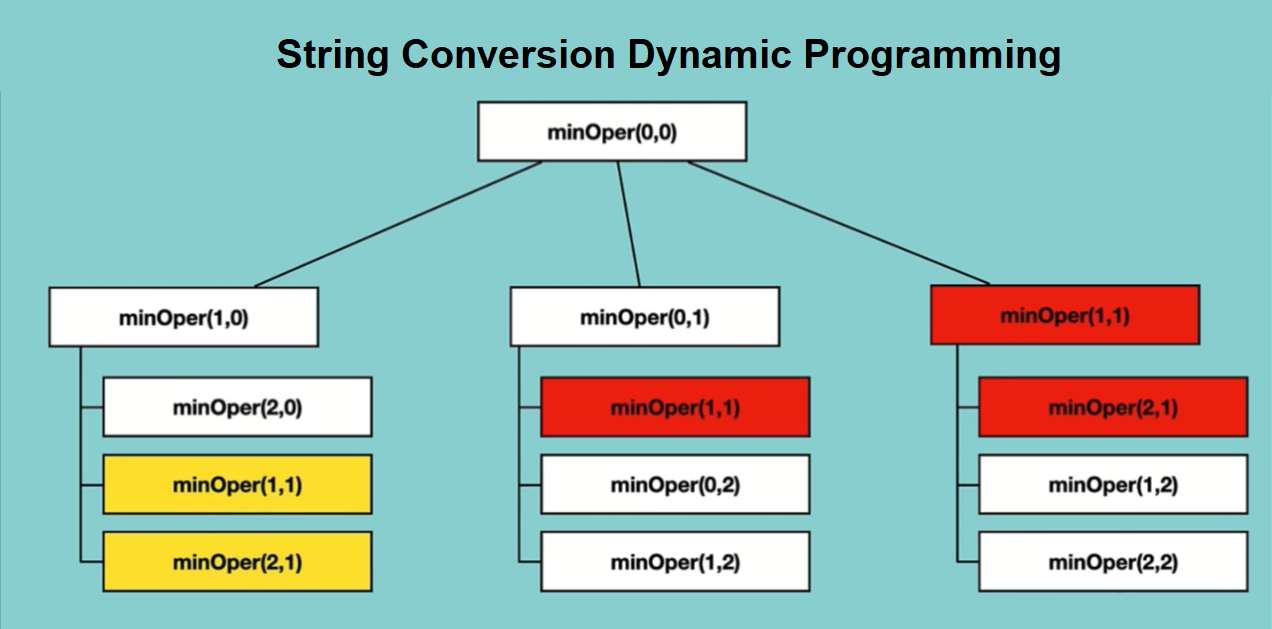 String Conversion Dynamic Programming
minOper(0,0)
minOper(1,0)
minOper(0,1)
minOper(1,1)
minOper(2,0)
minOper(1,1)
minOper(2,1)
minOper(1,1)
minOper(0,2)
minOper(1,2)
minOper(2,1)
minOper(1,2)
minOper(2,2)